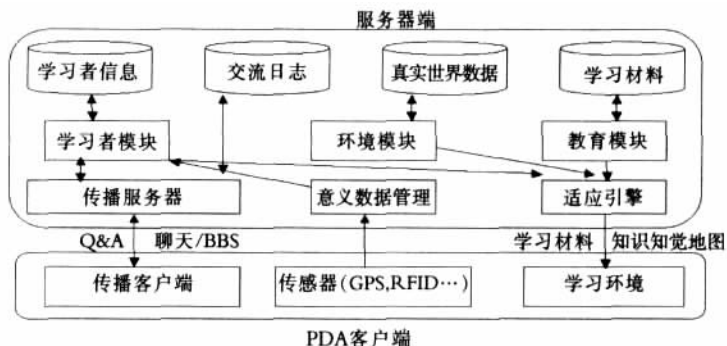 服务器端
学习者信息 交流日志 真实世界数据 学习材料
学习者模块 环境模块 教育模块
传播服务器 意义数据管理 适应引擎
Q&A 聊天/BBS 学习材料 知识知觉地图
传播客户端 传感器(GPS,RFID…) 学习环境
PDA客户端